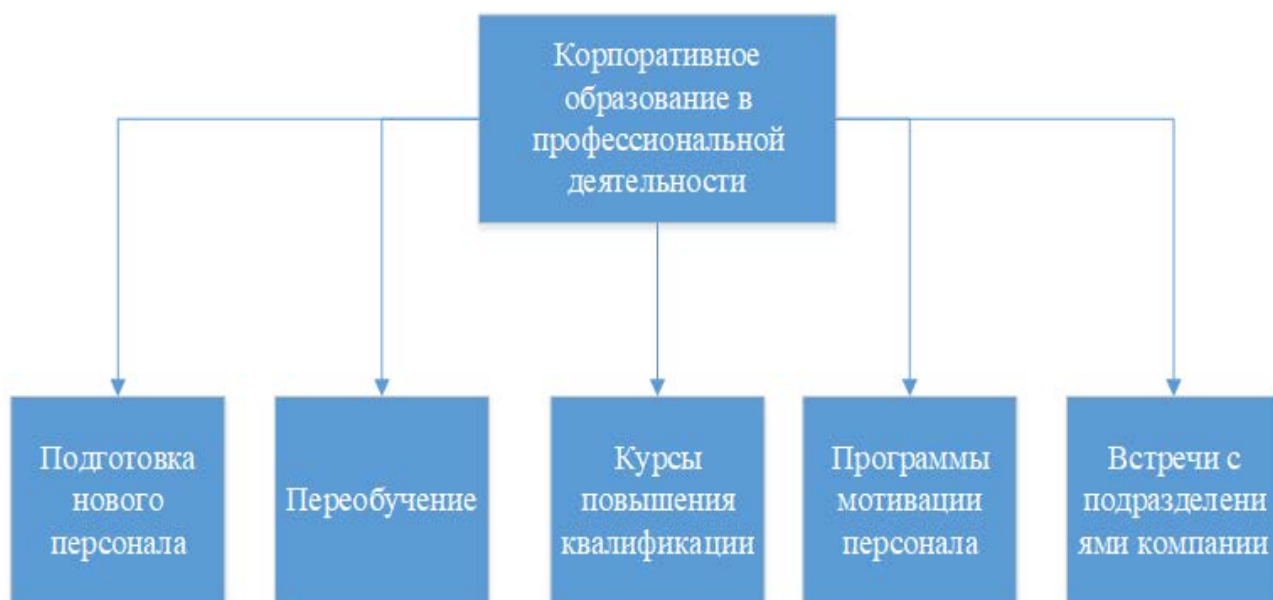 Корпоративное
образование в
профессиональной
деятельности
Подготовка
нового
персонала
Переобучение
Курсы
повышения
квалификации
Программы
мотивации
персонала
Встречи с
подразделени
ями компании